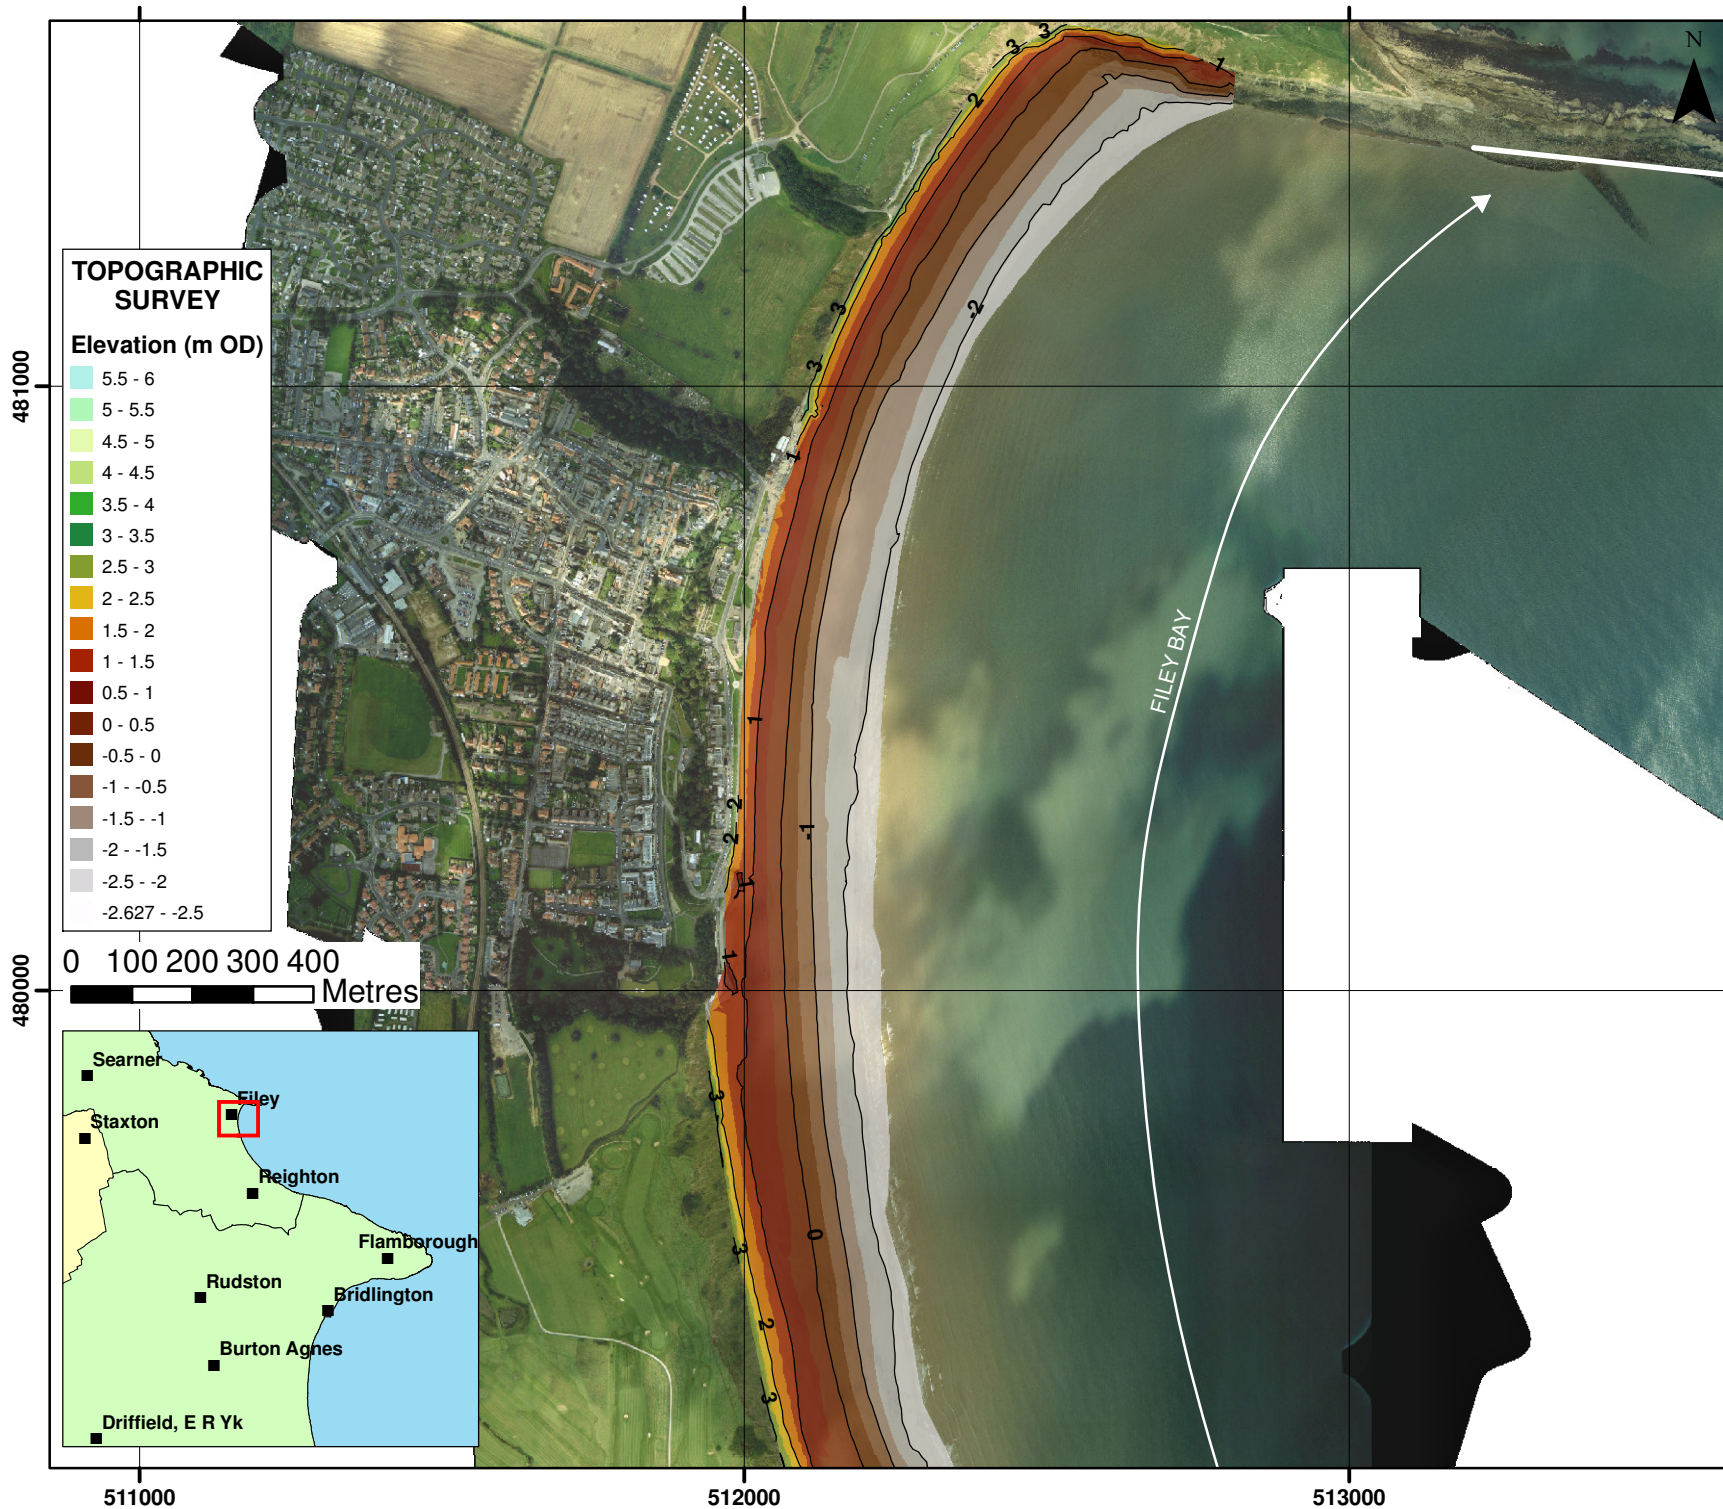 N
TOPOGRAPHIC
SURVEY
Elevation (m OD)
5.5 - 6
5 - 5.5
4.5 - 5
4 - 4.5
3.5 - 4
3 - 3.5
2.5 - 3
2 - 2.5
1.5 - 2
1 - 1.5
0.5 - 1
0 - 0.5
-0.5 - 0
-1 - -0.5
-1.5 - -1
-2 - -1.5
-2.5 - -2
-2.627 - -2.5
0 100 200 300 400
Metres
Searner
Filey
Staxton
Reighton
Flamborough
Rudston
Bridlington
Burton Agnes
Driffield, E R Yk
FILEY BAY
3
3
1
2
3
-2
3
1
1
2
2
-1
1
1
3
0
3
2
3
481000
480000
511000
512000
513000